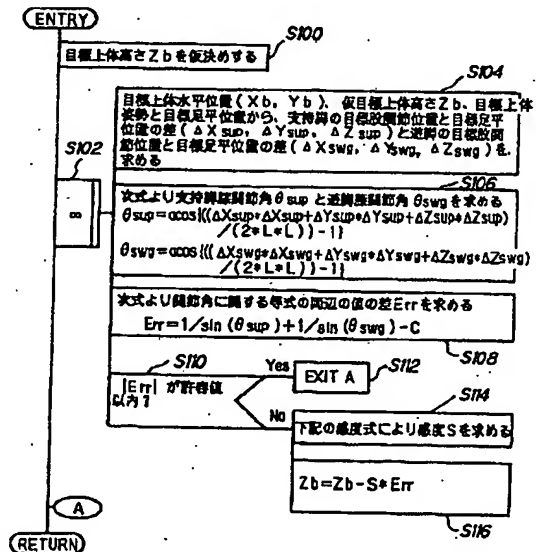 ENTRY
S100
目標上体高さZbを仮決めする
S104
目標上体水平位置(Xb, Yb)、仮目標上体高さZb、目標上体
姿勢と目標足平位置から、支持脚の目標股関節位置と目標足平
位置の差(ΔXsup, ΔYsup, ΔZsup)と遊脚の目標股関
節位置と目標足平位置の差(ΔXswg, ΔYswg, ΔZswg)を
求める
S102
∞
S106
次式より支持脚膝関節角θsupと遊脚膝関節角θswgを求める
θsup=acos{((ΔXsup*ΔXsup+ΔYsup*ΔYsup+ΔZsup*ΔZsup)
/(2*L*L))-1}
θswg=acos{((ΔXswg*ΔXswg+ΔYswg*ΔYswg+ΔZswg*ΔZswg)
/(2*L*L))-1}
次式より関節角に関する等式の両辺の値の差Errを求める
Err=1/sin(θsup)+1/sin(θswg)-C
S108
S110
|Err|が許容値
以内?
Yes
EXIT A
S112
No
S114
下記の感度式により感度Sを求める
Zb=Zb-S*Err
S116
A
RETURN